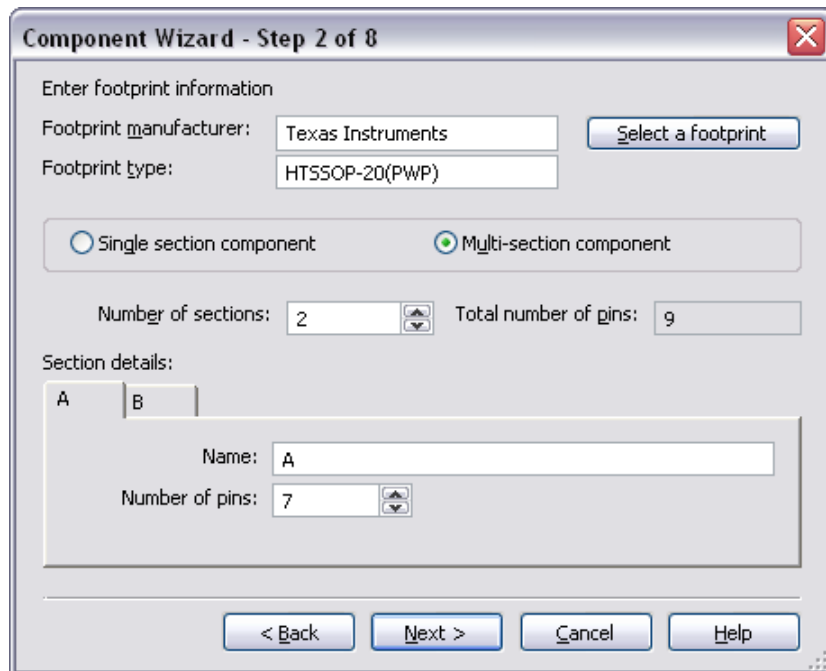 Component Wizard - Step 2 of 8
Enter footprint information
Footprint manufacturer: Texas Instruments Select a footprint
Footprint type: HTSSOP-20(PWP)
Single section component Multi-section component
Number of sections: 2 Total number of pins: 9
Section details:
A B
Name: A
Number of pins: 7
< Back Next > Cancel Help